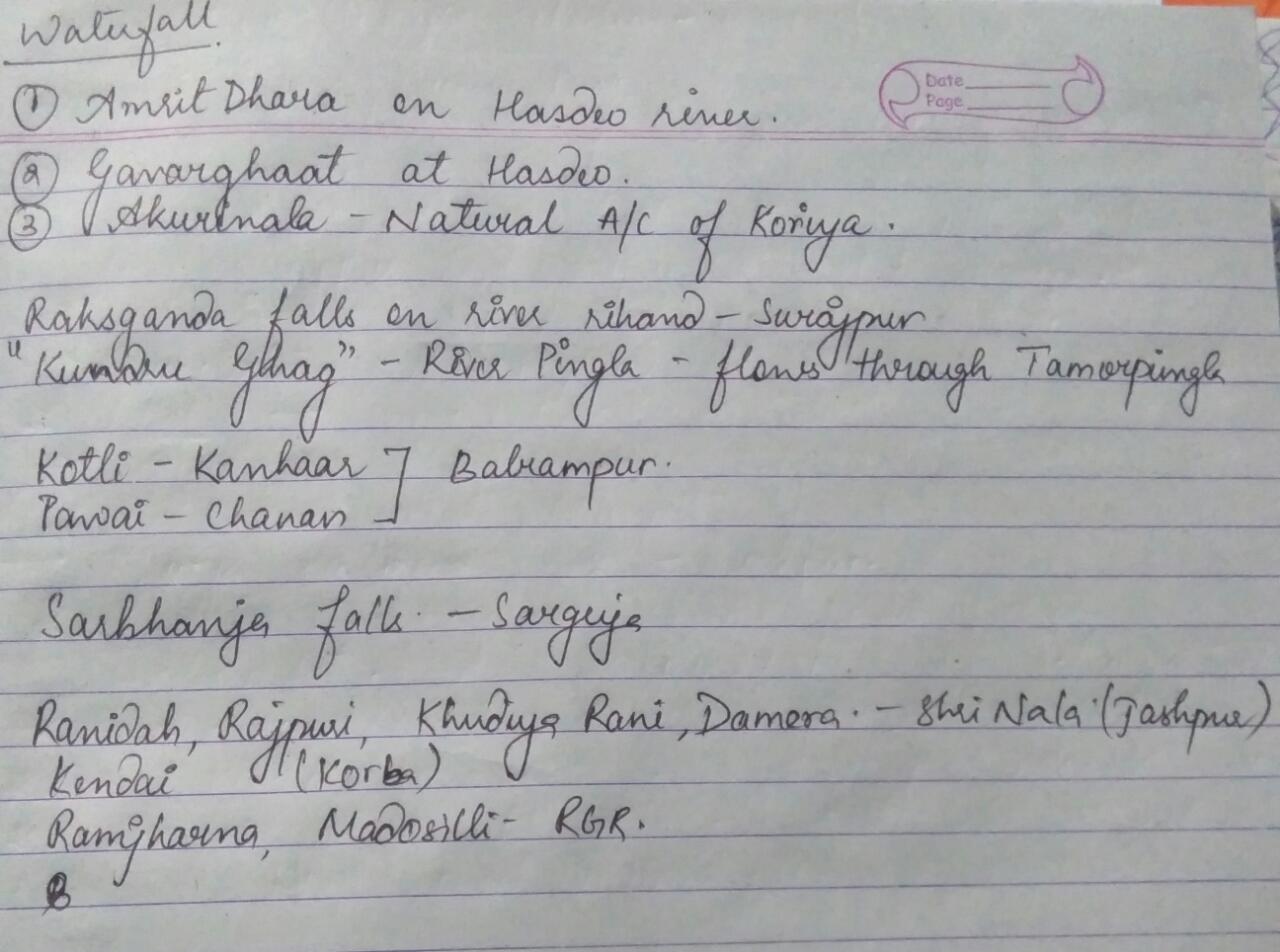 Waterfall
① Amrit Dhara on Hasdeo river.
Date
Page
② Gavarghaat at Hasdeo.
③ Akurinala - Natural A/C of Koriya.
Raksganda falls on river rihand - Surajpur
"Kundru Ghag" - River Pingla - flows through Tamorpingla
Kotli - Kanhaar ] Balrampur.
Pawai - Chanan
Sarbhanja falls. - Sarguja
Ranidah, Rajpuri, Khudiya Rani, Damera. - Shri Nala (Jashpur)
Kendai (Korba)
Ramjharna, Madosilli - RGR.
B